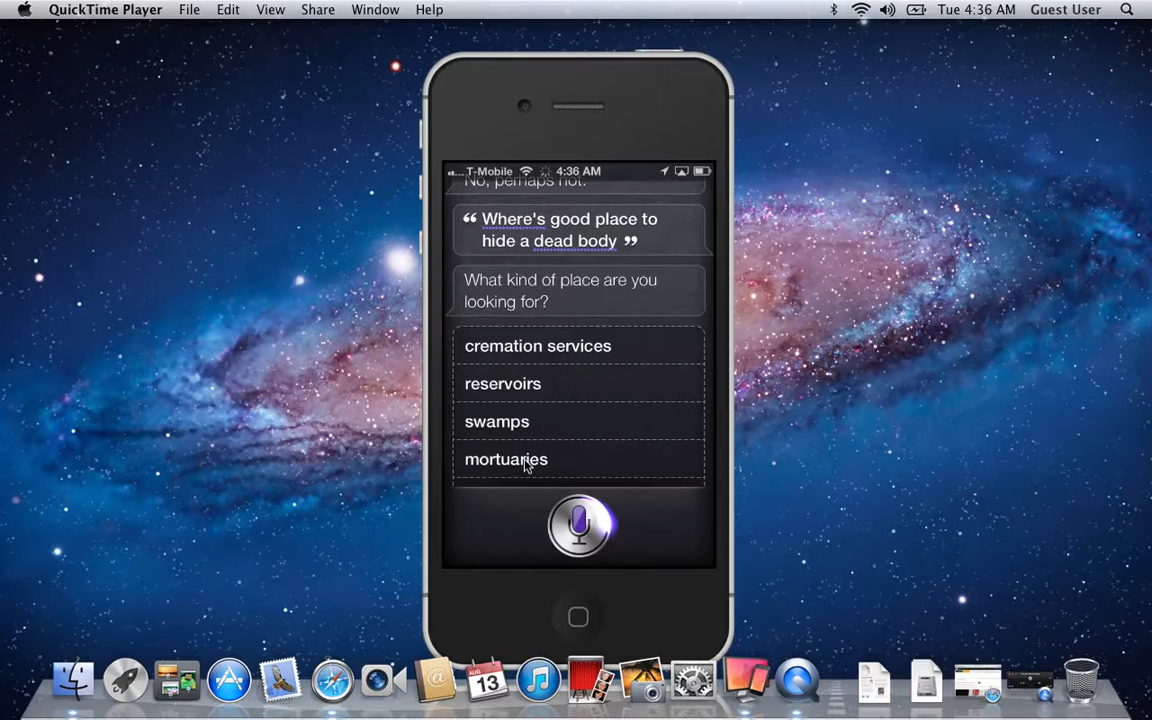 QuickTime Player File Edit View Share Window Help Tue 4:36 AM Guest User
T-Mobile 4:36 AM
No, perhaps not.
“ Where's good place to
hide a dead body ”
What kind of place are you
looking for?
cremation services
reservoirs
swamps
mortuaries
AUG
13